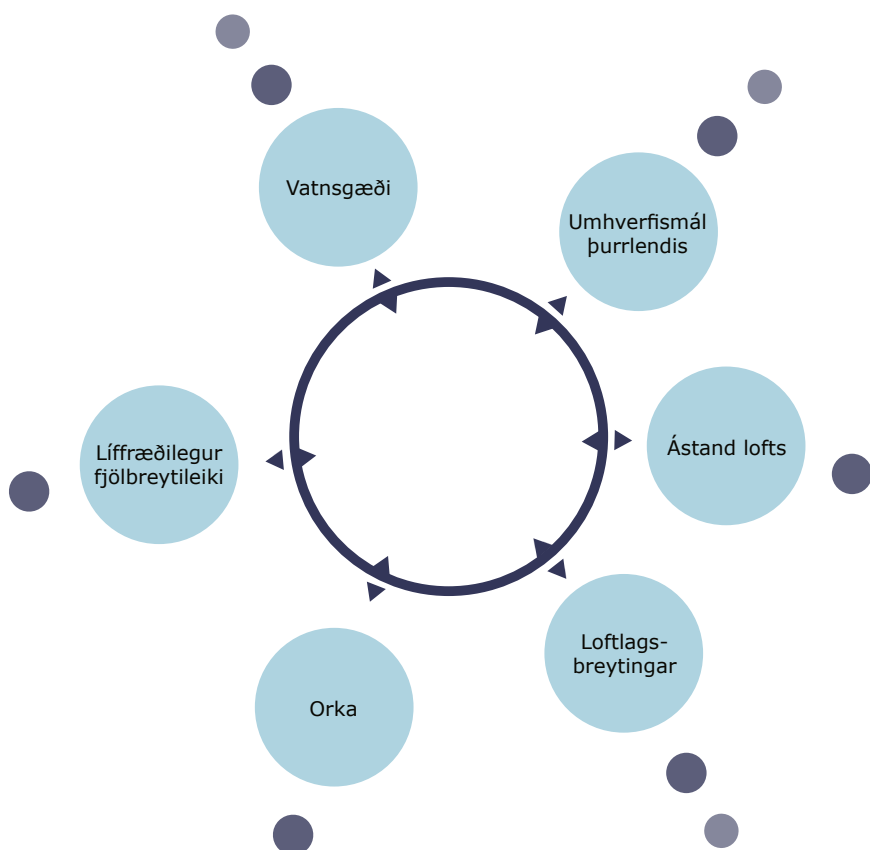 Vatnsgæði
Umhverfismál
þurrlendis
Ástand lofts
Loftlags-
breytingar
Orka
Líffræðilegur
fjölbreytileiki